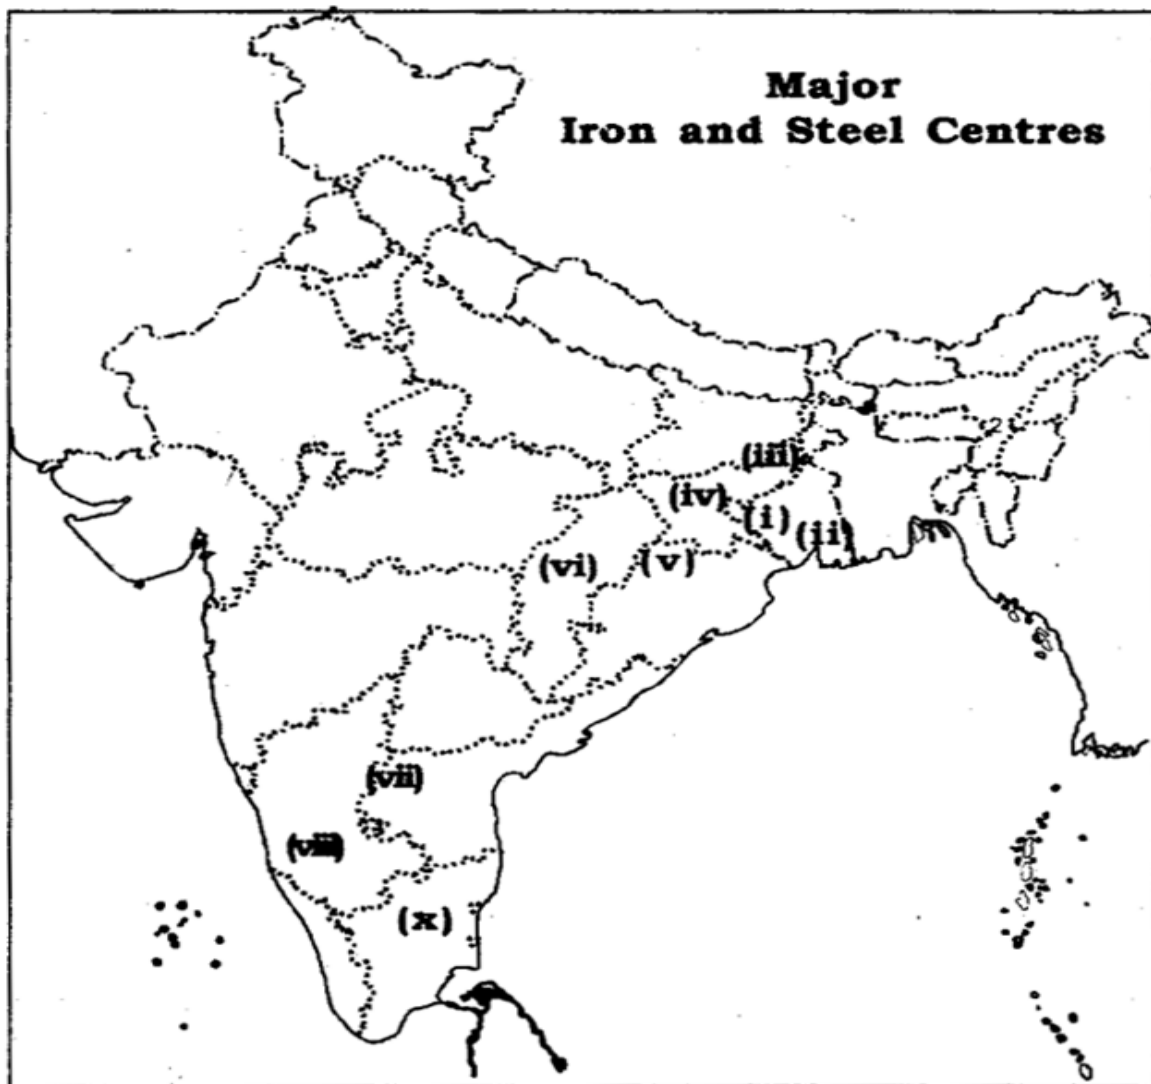 Major
Iron and Steel Centres
(iii)
(iv)
(i)
(ii)
(vi)
(v)
(vii)
(viii)
(x)